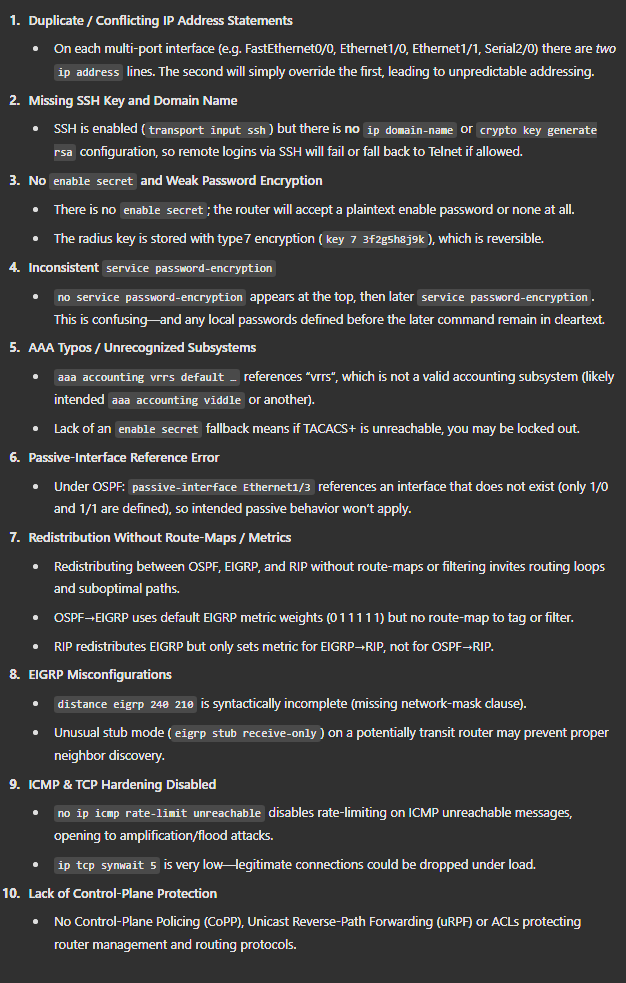 1. Duplicate / Conflicting IP Address Statements
• On each multi-port interface (e.g. FastEthernet0/0, Ethernet1/0, Ethernet1/1, Serial2/0) there are two
ip address lines. The second will simply override the first, leading to unpredictable addressing.
2. Missing SSH Key and Domain Name
• SSH is enabled ( transport input ssh ) but there is no ip domain-name or crypto key generate
rsa configuration, so remote logins via SSH will fail or fall back to Telnet if allowed.
3. No enable secret and Weak Password Encryption
• There is no enable secret ; the router will accept a plaintext enable password or none at all.
• The radius key is stored with type 7 encryption ( key 7 3f2g5h8j9k ), which is reversible.
4. Inconsistent service password-encryption
• no service password-encryption appears at the top, then later service password-encryption .
This is confusing—and any local passwords defined before the later command remain in cleartext.
5. AAA Typos / Unrecognized Subsystems
• aaa accounting vrrs default … references “vrrs”, which is not a valid accounting subsystem (likely
intended aaa accounting viddle or another).
• Lack of an enable secret fallback means if TACACS+ is unreachable, you may be locked out.
6. Passive-Interface Reference Error
• Under OSPF: passive-interface Ethernet1/3 references an interface that does not exist (only 1/0
and 1/1 are defined), so intended passive behavior won’t apply.
7. Redistribution Without Route-Maps / Metrics
• Redistributing between OSPF, EIGRP, and RIP without route-maps or filtering invites routing loops
and suboptimal paths.
• OSPF→EIGRP uses default EIGRP metric weights (0 1 1 1 1 1) but no route-map to tag or filter.
• RIP redistributes EIGRP but only sets metric for EIGRP→RIP, not for OSPF→RIP.
8. EIGRP Misconfigurations
• distance eigrp 240 210 is syntactically incomplete (missing network-mask clause).
• Unusual stub mode ( eigrp stub receive-only ) on a potentially transit router may prevent proper
neighbor discovery.
9. ICMP & TCP Hardening Disabled
• no ip icmp rate-limit unreachable disables rate-limiting on ICMP unreachable messages,
opening to amplification/flood attacks.
• ip tcp synwait 5 is very low—legitimate connections could be dropped under load.
10. Lack of Control-Plane Protection
• No Control-Plane Policing (CoPP), Unicast Reverse-Path Forwarding (uRPF) or ACLs protecting
router management and routing protocols.